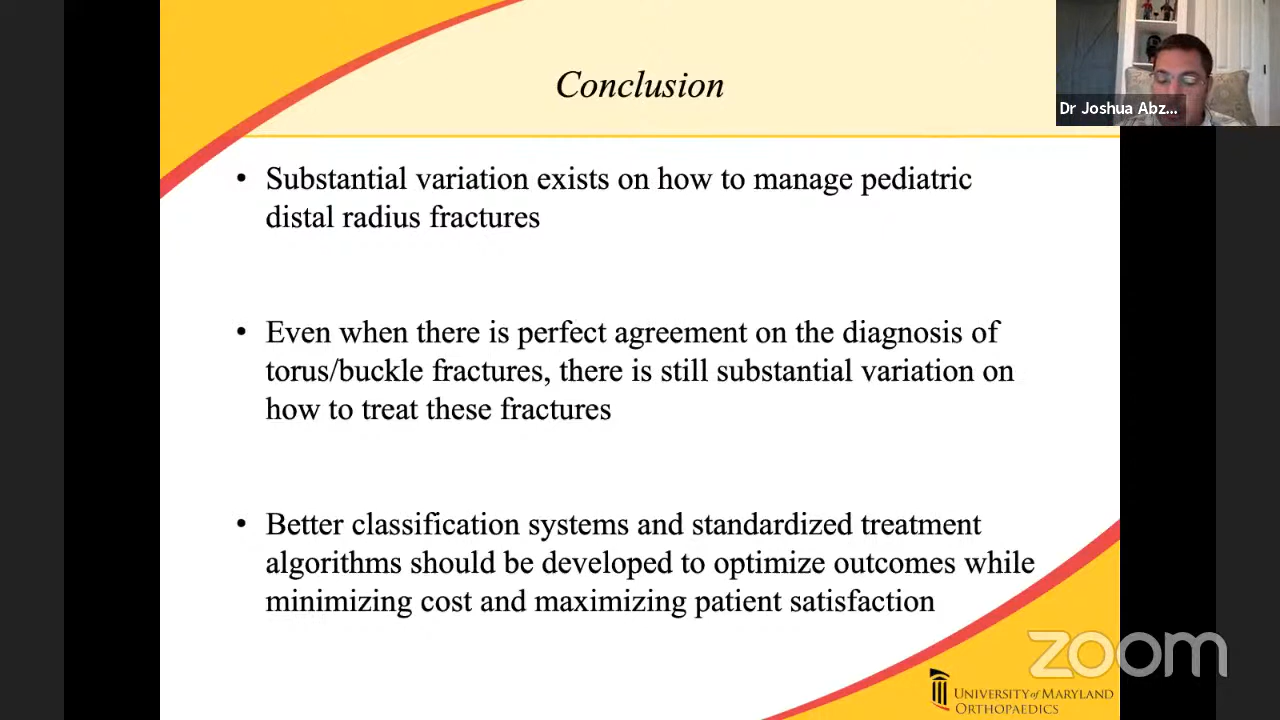 Conclusion
Dr Joshua Abz...
• Substantial variation exists on how to manage pediatric
distal radius fractures
• Even when there is perfect agreement on the diagnosis of
torus/buckle fractures, there is still substantial variation on
how to treat these fractures
• Better classification systems and standardized treatment
algorithms should be developed to optimize outcomes while
minimizing cost and maximizing patient satisfaction
zoom
UNIVERSITY of MARYLAND
ORTHOPAEDICS